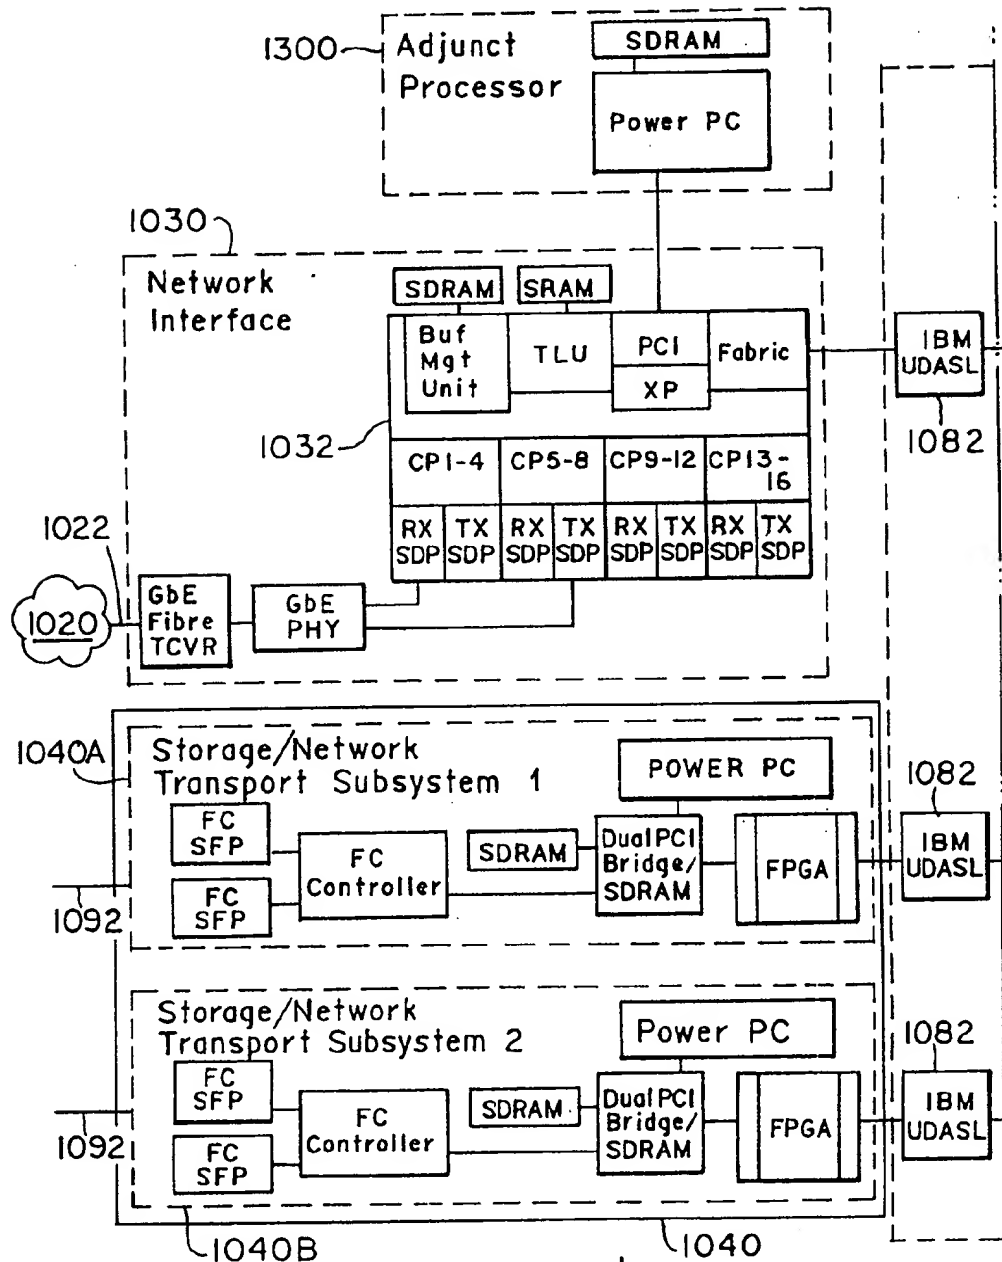 1300
Adjunct
Processor
SDRAM
Power PC
1030
Network
Interface
SDRAM
SRAM
Buf
Mgt
Unit
TLU
PCI
XP
Fabric
IBM
UDASL
1082
1032
CP1-4
CP5-8
CP9-12
CP13-
16
RX
SDP
TX
SDP
RX
SDP
TX
SDP
RX
SDP
TX
SDP
RX
SDP
TX
SDP
1022
1020
GbE
Fibre
TCVR
GbE
PHY
1040A
Storage/Network
Transport Subsystem 1
POWER PC
FC
SFP
FC
SFP
FC
Controller
SDRAM
Dual PCI
Bridge/
SDRAM
FPGA
1082
IBM
UDASL
1092
Storage/Network
Transport Subsystem 2
Power PC
FC
SFP
FC
SFP
FC
Controller
SDRAM
Dual PCI
Bridge/
SDRAM
FPGA
1082
IBM
UDASL
1092
1040B
1040